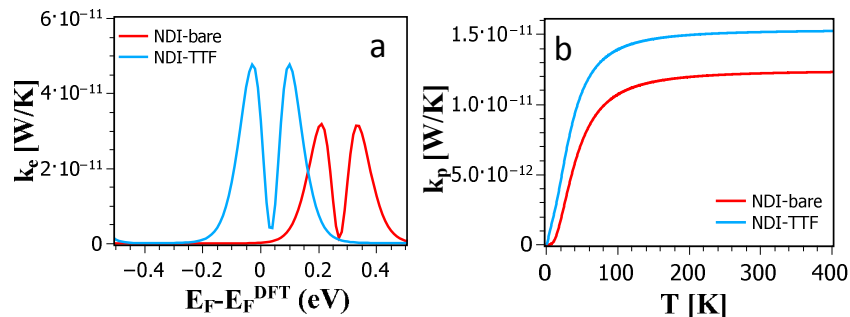 6·10⁻¹¹
NDI-bare
NDI-TTF
a
4·10⁻¹¹
2·10⁻¹¹
0
kₑ [W/K]
−0.4 −0.2 0 0.2 0.4
E_F-E_F^DFT (eV)
b
1.5·10⁻¹¹
1.0·10⁻¹¹
5.0·10⁻¹²
0
kₚ [W/K]
NDI-bare
NDI-TTF
0 100 200 300 400
T [K]